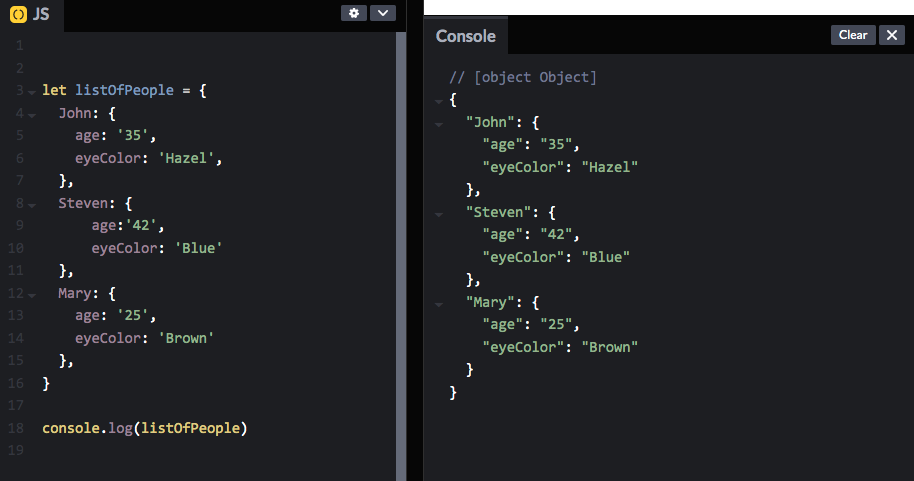 JS
1
2
3 let listOfPeople = {
4 John: {
5 age: '35',
6 eyeColor: 'Hazel',
7 },
8 Steven: {
9 age:'42',
10 eyeColor: 'Blue'
11 },
12 Mary: {
13 age: '25',
14 eyeColor: 'Brown'
15 },
16 }
17
18 console.log(listOfPeople)
19
Console
Clear
// [object Object]
{
"John": {
"age": "35",
"eyeColor": "Hazel"
},
"Steven": {
"age": "42",
"eyeColor": "Blue"
},
"Mary": {
"age": "25",
"eyeColor": "Brown"
}
}